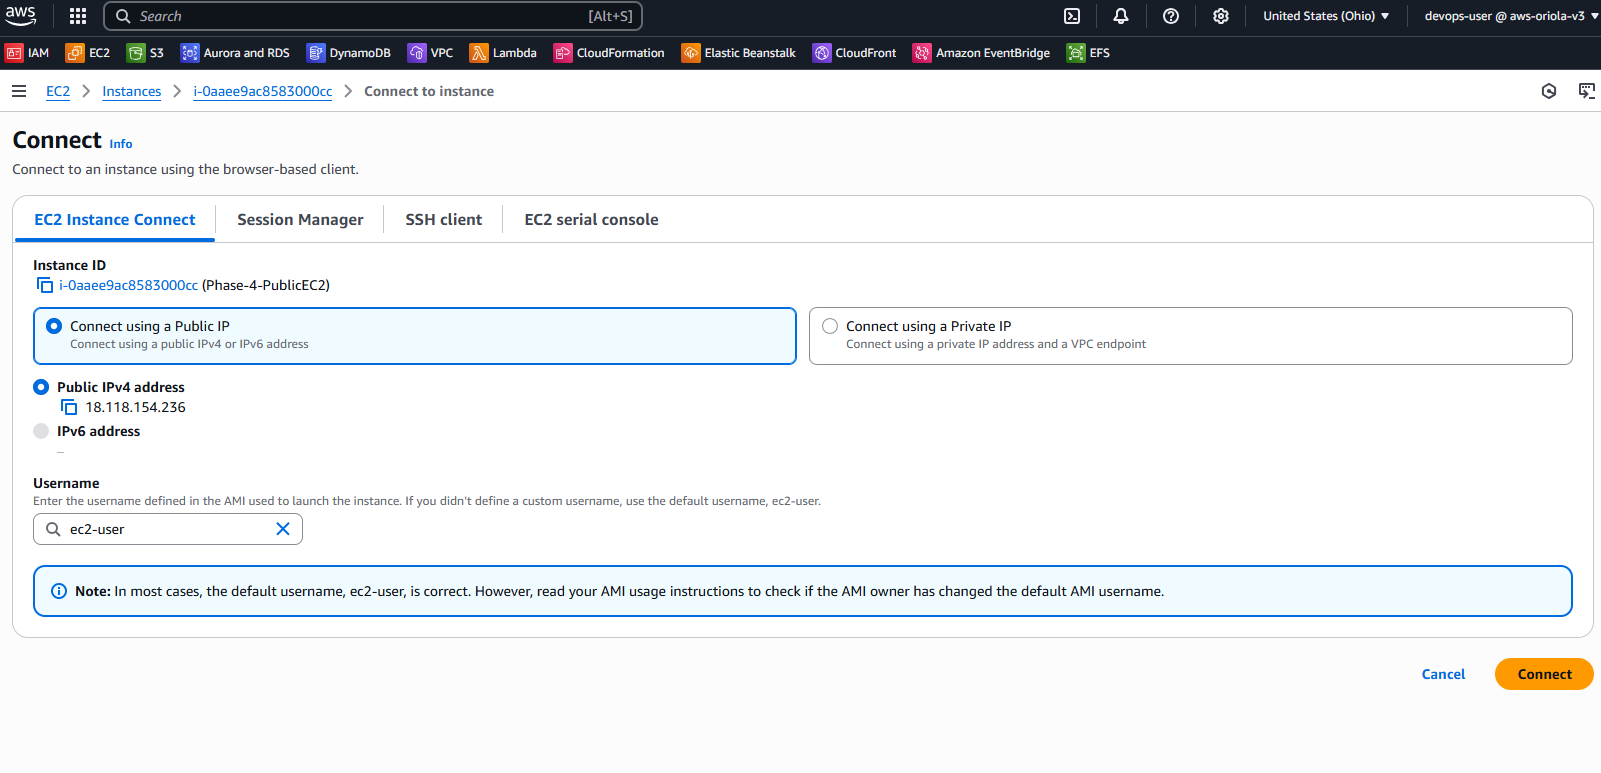 aws
Search [Alt+S]
United States (Ohio) devops-user @ aws-oriola-v3
IAM EC2 S3 Aurora and RDS DynamoDB VPC Lambda CloudFormation Elastic Beanstalk CloudFront Amazon EventBridge EFS
EC2 Instances i-0aaee9ac8583000cc Connect to instance
Connect Info
Connect to an instance using the browser-based client.
EC2 Instance Connect Session Manager SSH client EC2 serial console
Instance ID
i-0aaee9ac8583000cc (Phase-4-PublicEC2)
Connect using a Public IP
Connect using a public IPv4 or IPv6 address
Connect using a Private IP
Connect using a private IP address and a VPC endpoint
Public IPv4 address
18.118.154.236
IPv6 address
–
Username
Enter the username defined in the AMI used to launch the instance. If you didn't define a custom username, use the default username, ec2-user.
ec2-user
Note: In most cases, the default username, ec2-user, is correct. However, read your AMI usage instructions to check if the AMI owner has changed the default AMI username.
Cancel Connect